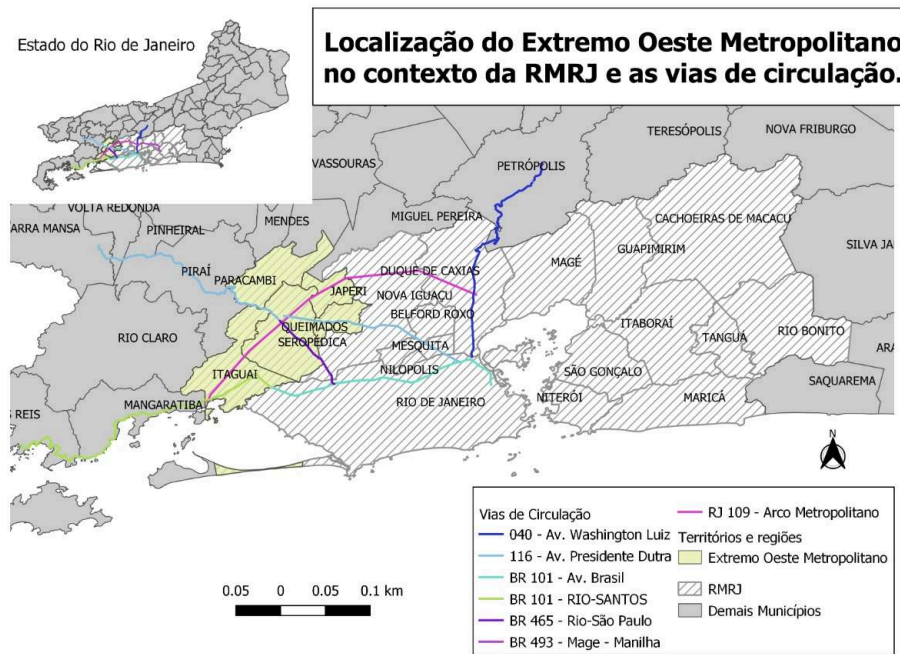 Estado do Rio de Janeiro
Localização do Extremo Oeste Metropolitano
no contexto da RMRJ e as vias de circulação.
TERESÓPOLIS
NOVA FRIBURGO
VASSOURAS
PETRÓPOLIS
VOLTA REDONDA
MENDES
MIGUEL PEREIRA
CACHOEIRAS DE MACACU
ARRA MANSA
PINHEIRAL
SILVA JA
GUAPIMIRIM
MAGÉ
PIRAÍ
PARACAMBI
DUQUE DE CAXIAS
JAPERI
NOVA IGUAÇU
BELFORD ROXO
QUEIMADOS
ITABORAÍ
RIO CLARO
SEROPÉDICA
MESQUITA
TANGUÁ
RIO BONITO
ARA
ITAGUAI
NILÓPOLIS
SÃO GONÇALO
SAQUAREMA
MANGARATIBA
RIO DE JANEIRO
NITERÓI
MARICÁ
S REIS
N
Vias de Circulação
040 - Av. Washington Luiz
116 - Av. Presidente Dutra
BR 101 - Av. Brasil
BR 101 - RIO-SANTOS
BR 465 - Rio-São Paulo
BR 493 - Mage - Manilha
RJ 109 - Arco Metropolitano
Territórios e regiões
Extremo Oeste Metropolitano
RMRJ
Demais Municípios
0.05 0 0.05 0.1 km